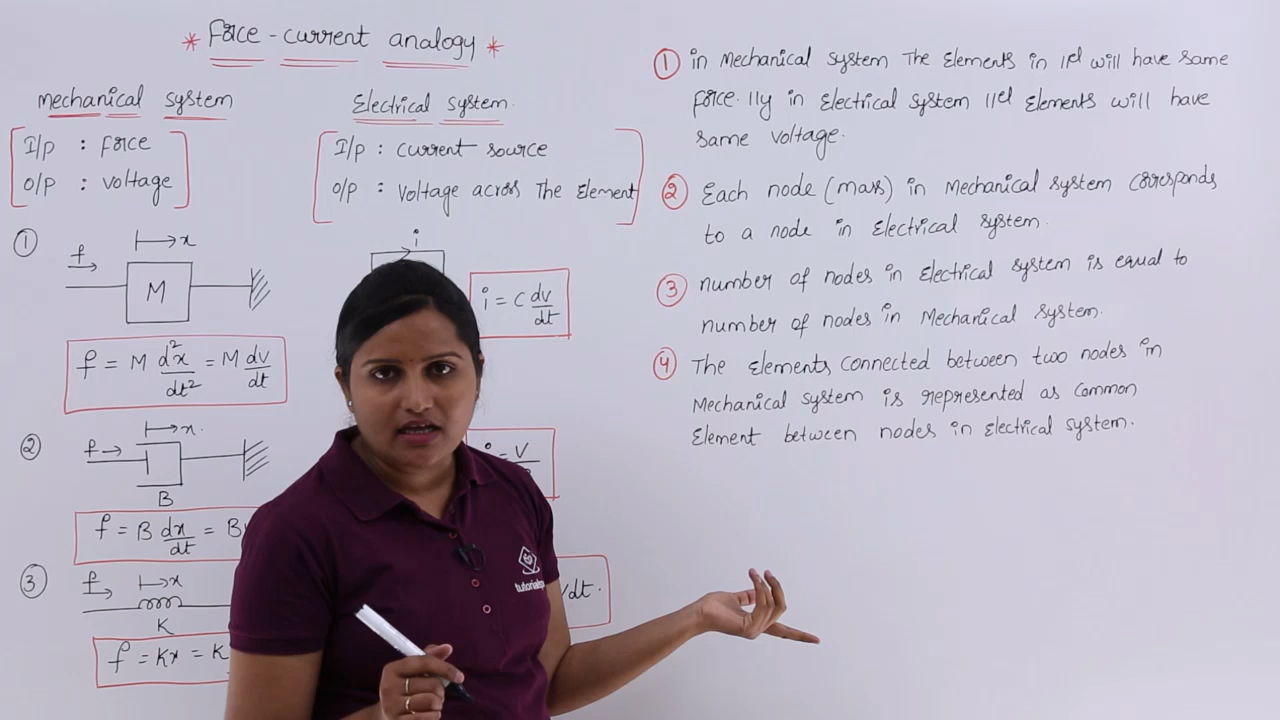 * Force - current analogy *
Mechanical system
I/p : force
o/p : voltage
Electrical system.
I/p : current source
o/p : voltage across The Element
①
f
x
M
f = M d²x/dt² = M dv/dt
i
i = C dv/dt
②
f
x.
B
f = B dx/dt = B
i = V
③
f
x
K
f = Kx = K
dt.
① in Mechanical system The Elements in llel will have same
force. lly in Electrical system llel Elements will have
same voltage.
② Each node (mass) in Mechanical system corresponds
to a node in Electrical system.
③ number of nodes in Electrical system is equal to
number of nodes in Mechanical system.
④ The Elements connected between two nodes in
Mechanical system is represented as common
Element between nodes in Electrical system.